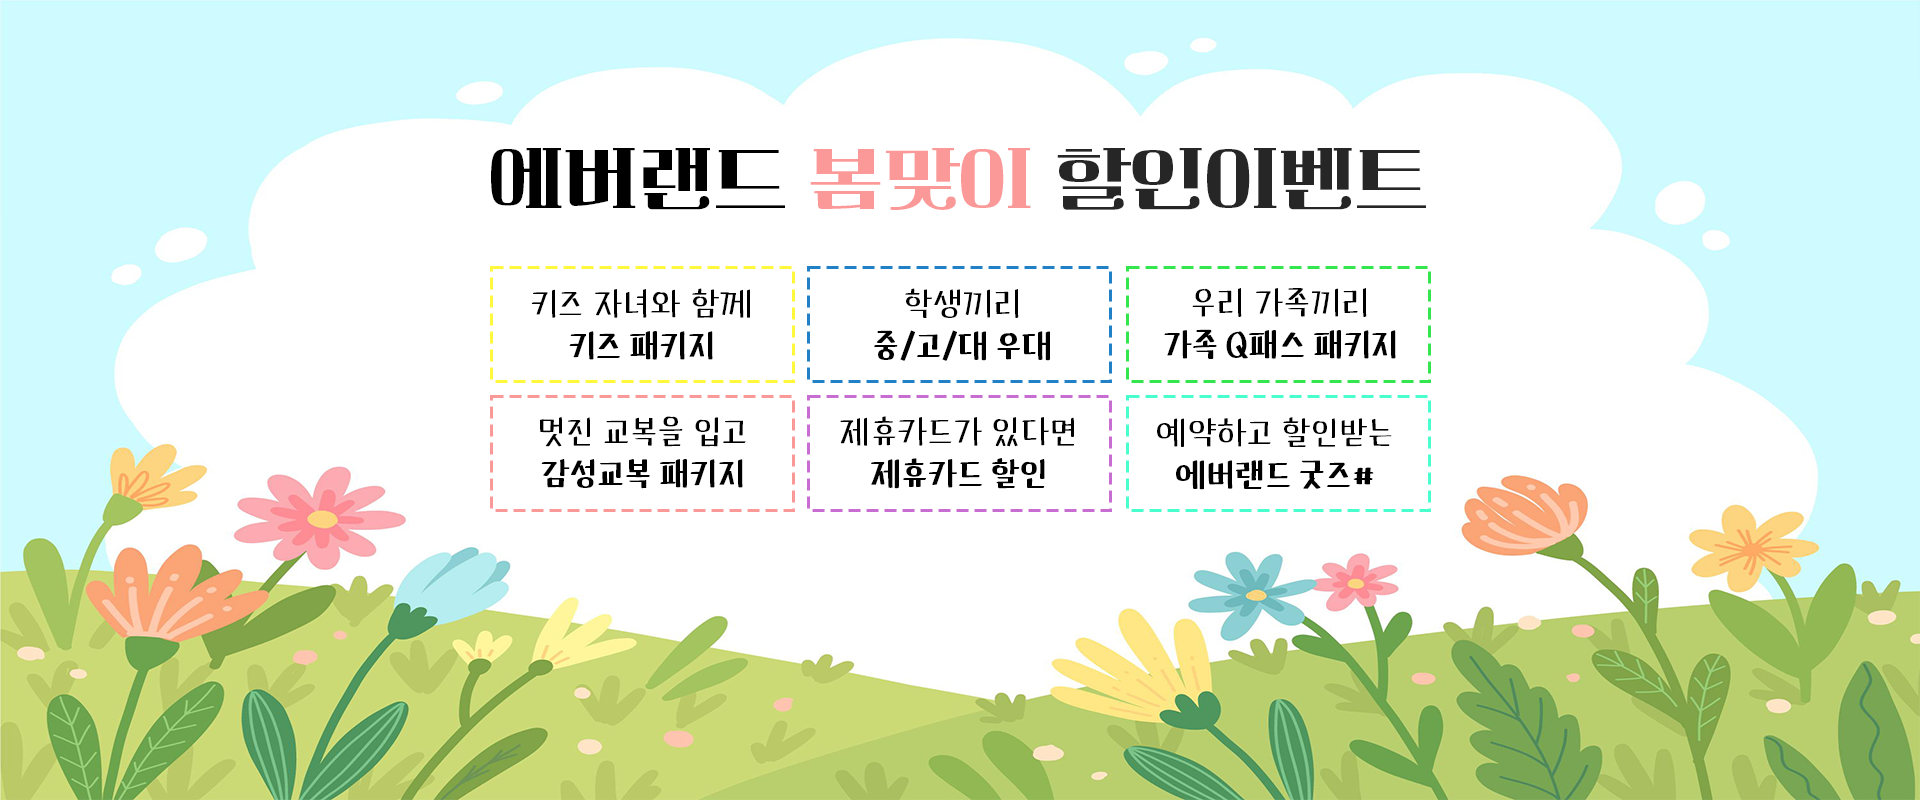 에버랜드 봄맞이 할인이벤트
키즈 자녀와 함께
키즈 패키지
학생끼리
중/고/대 우대
우리 가족끼리
가족 Q패스 패키지
멋진 교복을 입고
감성교복 패키지
제휴카드가 있다면
제휴카드 할인
예약하고 할인받는
에버랜드 굿즈#